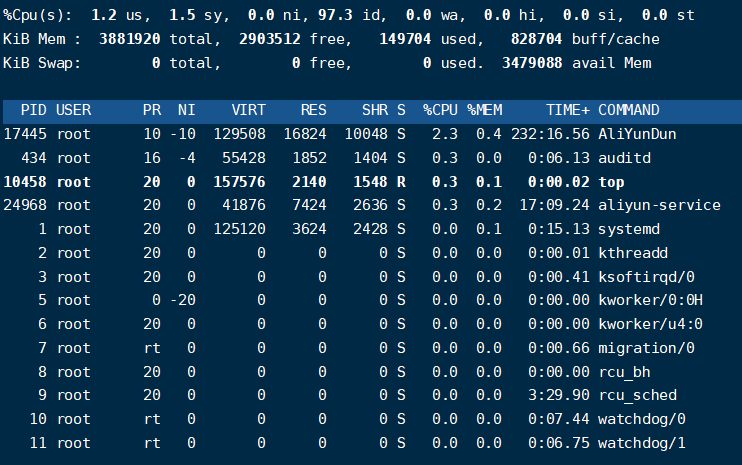 %Cpu(s):  1.2 us,  1.5 sy,  0.0 ni, 97.3 id,  0.0 wa,  0.0 hi,  0.0 si,  0.0 st
KiB Mem :  3881920 total,  2903512 free,   149704 used,   828704 buff/cache
KiB Swap:        0 total,        0 free,        0 used.  3479088 avail Mem
  PID USER      PR  NI    VIRT    RES    SHR S  %CPU %MEM     TIME+ COMMAND
17445 root      10 -10  129508  16824  10048 S   2.3  0.4 232:16.56 AliYunDun
  434 root      16  -4   55428   1852   1404 S   0.3  0.0   0:06.13 auditd
10458 root      20   0  157576   2140   1548 R   0.3  0.1   0:00.02 top
24968 root      20   0   41876   7424   2636 S   0.3  0.2  17:09.24 aliyun-service
    1 root      20   0  125120   3624   2428 S   0.0  0.1   0:15.13 systemd
    2 root      20   0       0      0      0 S   0.0  0.0   0:00.01 kthreadd
    3 root      20   0       0      0      0 S   0.0  0.0   0:00.41 ksoftirqd/0
    5 root       0 -20       0      0      0 S   0.0  0.0   0:00.00 kworker/0:0H
    6 root      20   0       0      0      0 S   0.0  0.0   0:00.00 kworker/u4:0
    7 root      rt   0       0      0      0 S   0.0  0.0   0:00.66 migration/0
    8 root      20   0       0      0      0 S   0.0  0.0   0:00.00 rcu_bh
    9 root      20   0       0      0      0 S   0.0  0.0   3:29.90 rcu_sched
   10 root      rt   0       0      0      0 S   0.0  0.0   0:07.44 watchdog/0
   11 root      rt   0       0      0      0 S   0.0  0.0   0:06.75 watchdog/1